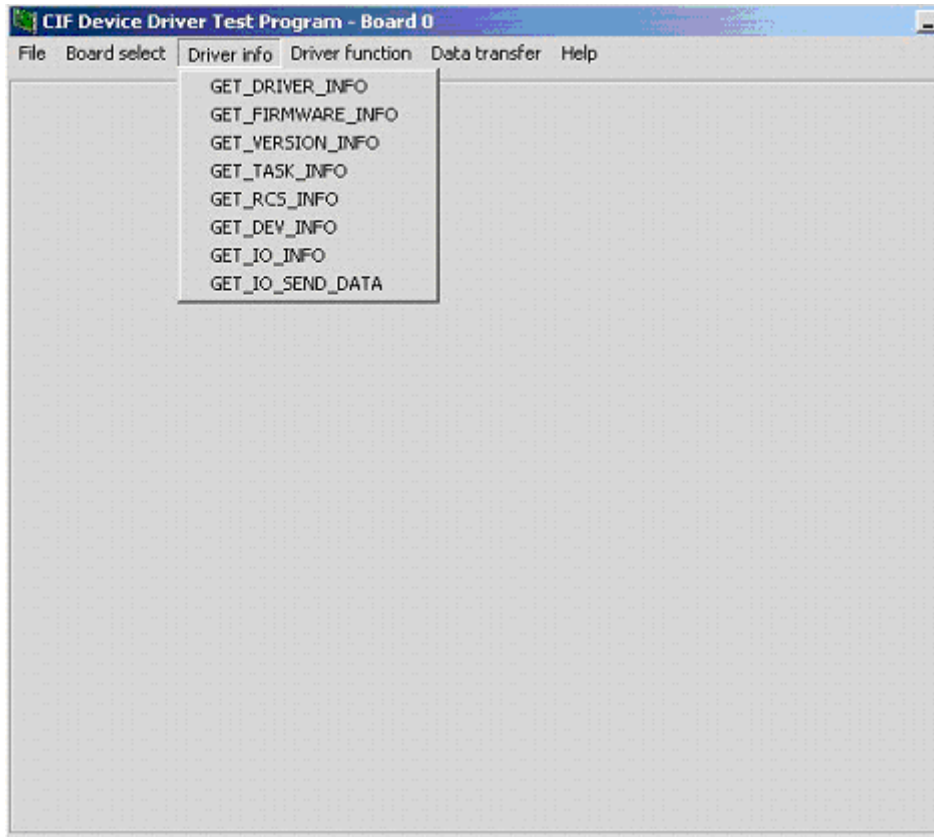 CIF Device Driver Test Program - Board 0
File Board select Driver info Driver function Data transfer Help
GET_DRIVER_INFO
GET_FIRMWARE_INFO
GET_VERSION_INFO
GET_TASK_INFO
GET_RCS_INFO
GET_DEV_INFO
GET_IO_INFO
GET_IO_SEND_DATA